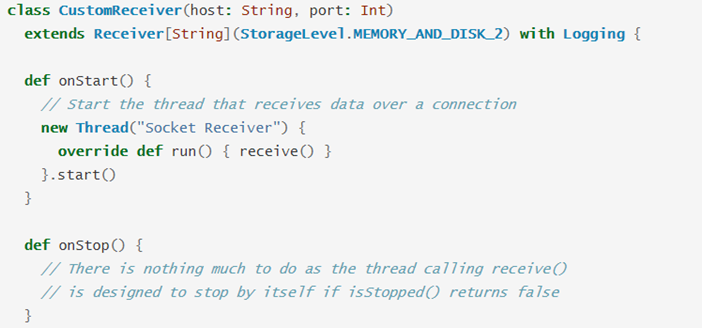 class CustomReceiver(host: String, port: Int)
  extends Receiver[String](StorageLevel.MEMORY_AND_DISK_2) with Logging {

  def onStart() {
    // Start the thread that receives data over a connection
    new Thread("Socket Receiver") {
      override def run() { receive() }
    }.start()
  }

  def onStop() {
    // There is nothing much to do as the thread calling receive()
    // is designed to stop by itself if isStopped() returns false
  }